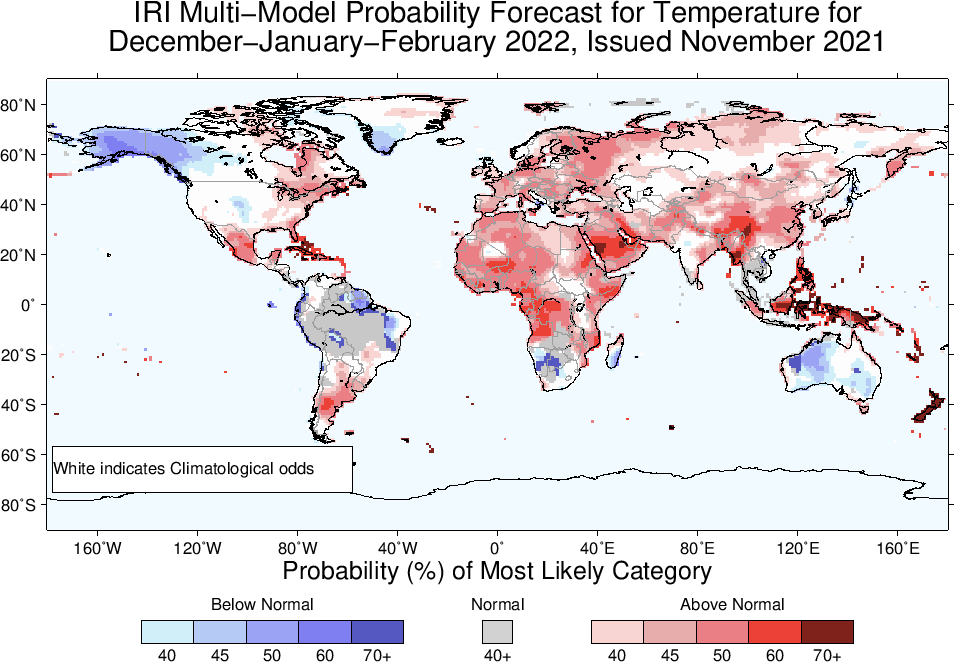 IRI Multi−Model Probability Forecast for Temperature for
December−January−February 2022, Issued November 2021
80˚N
60˚N
40˚N
20˚N
0˚
20˚S
40˚S
60˚S
80˚S
White indicates Climatological odds
160˚W 120˚W 80˚W 40˚W 0˚ 40˚E 80˚E 120˚E 160˚E
Probability (%) of Most Likely Category
Below Normal Normal Above Normal
40 45 50 60 70+ 40+ 40 45 50 60 70+